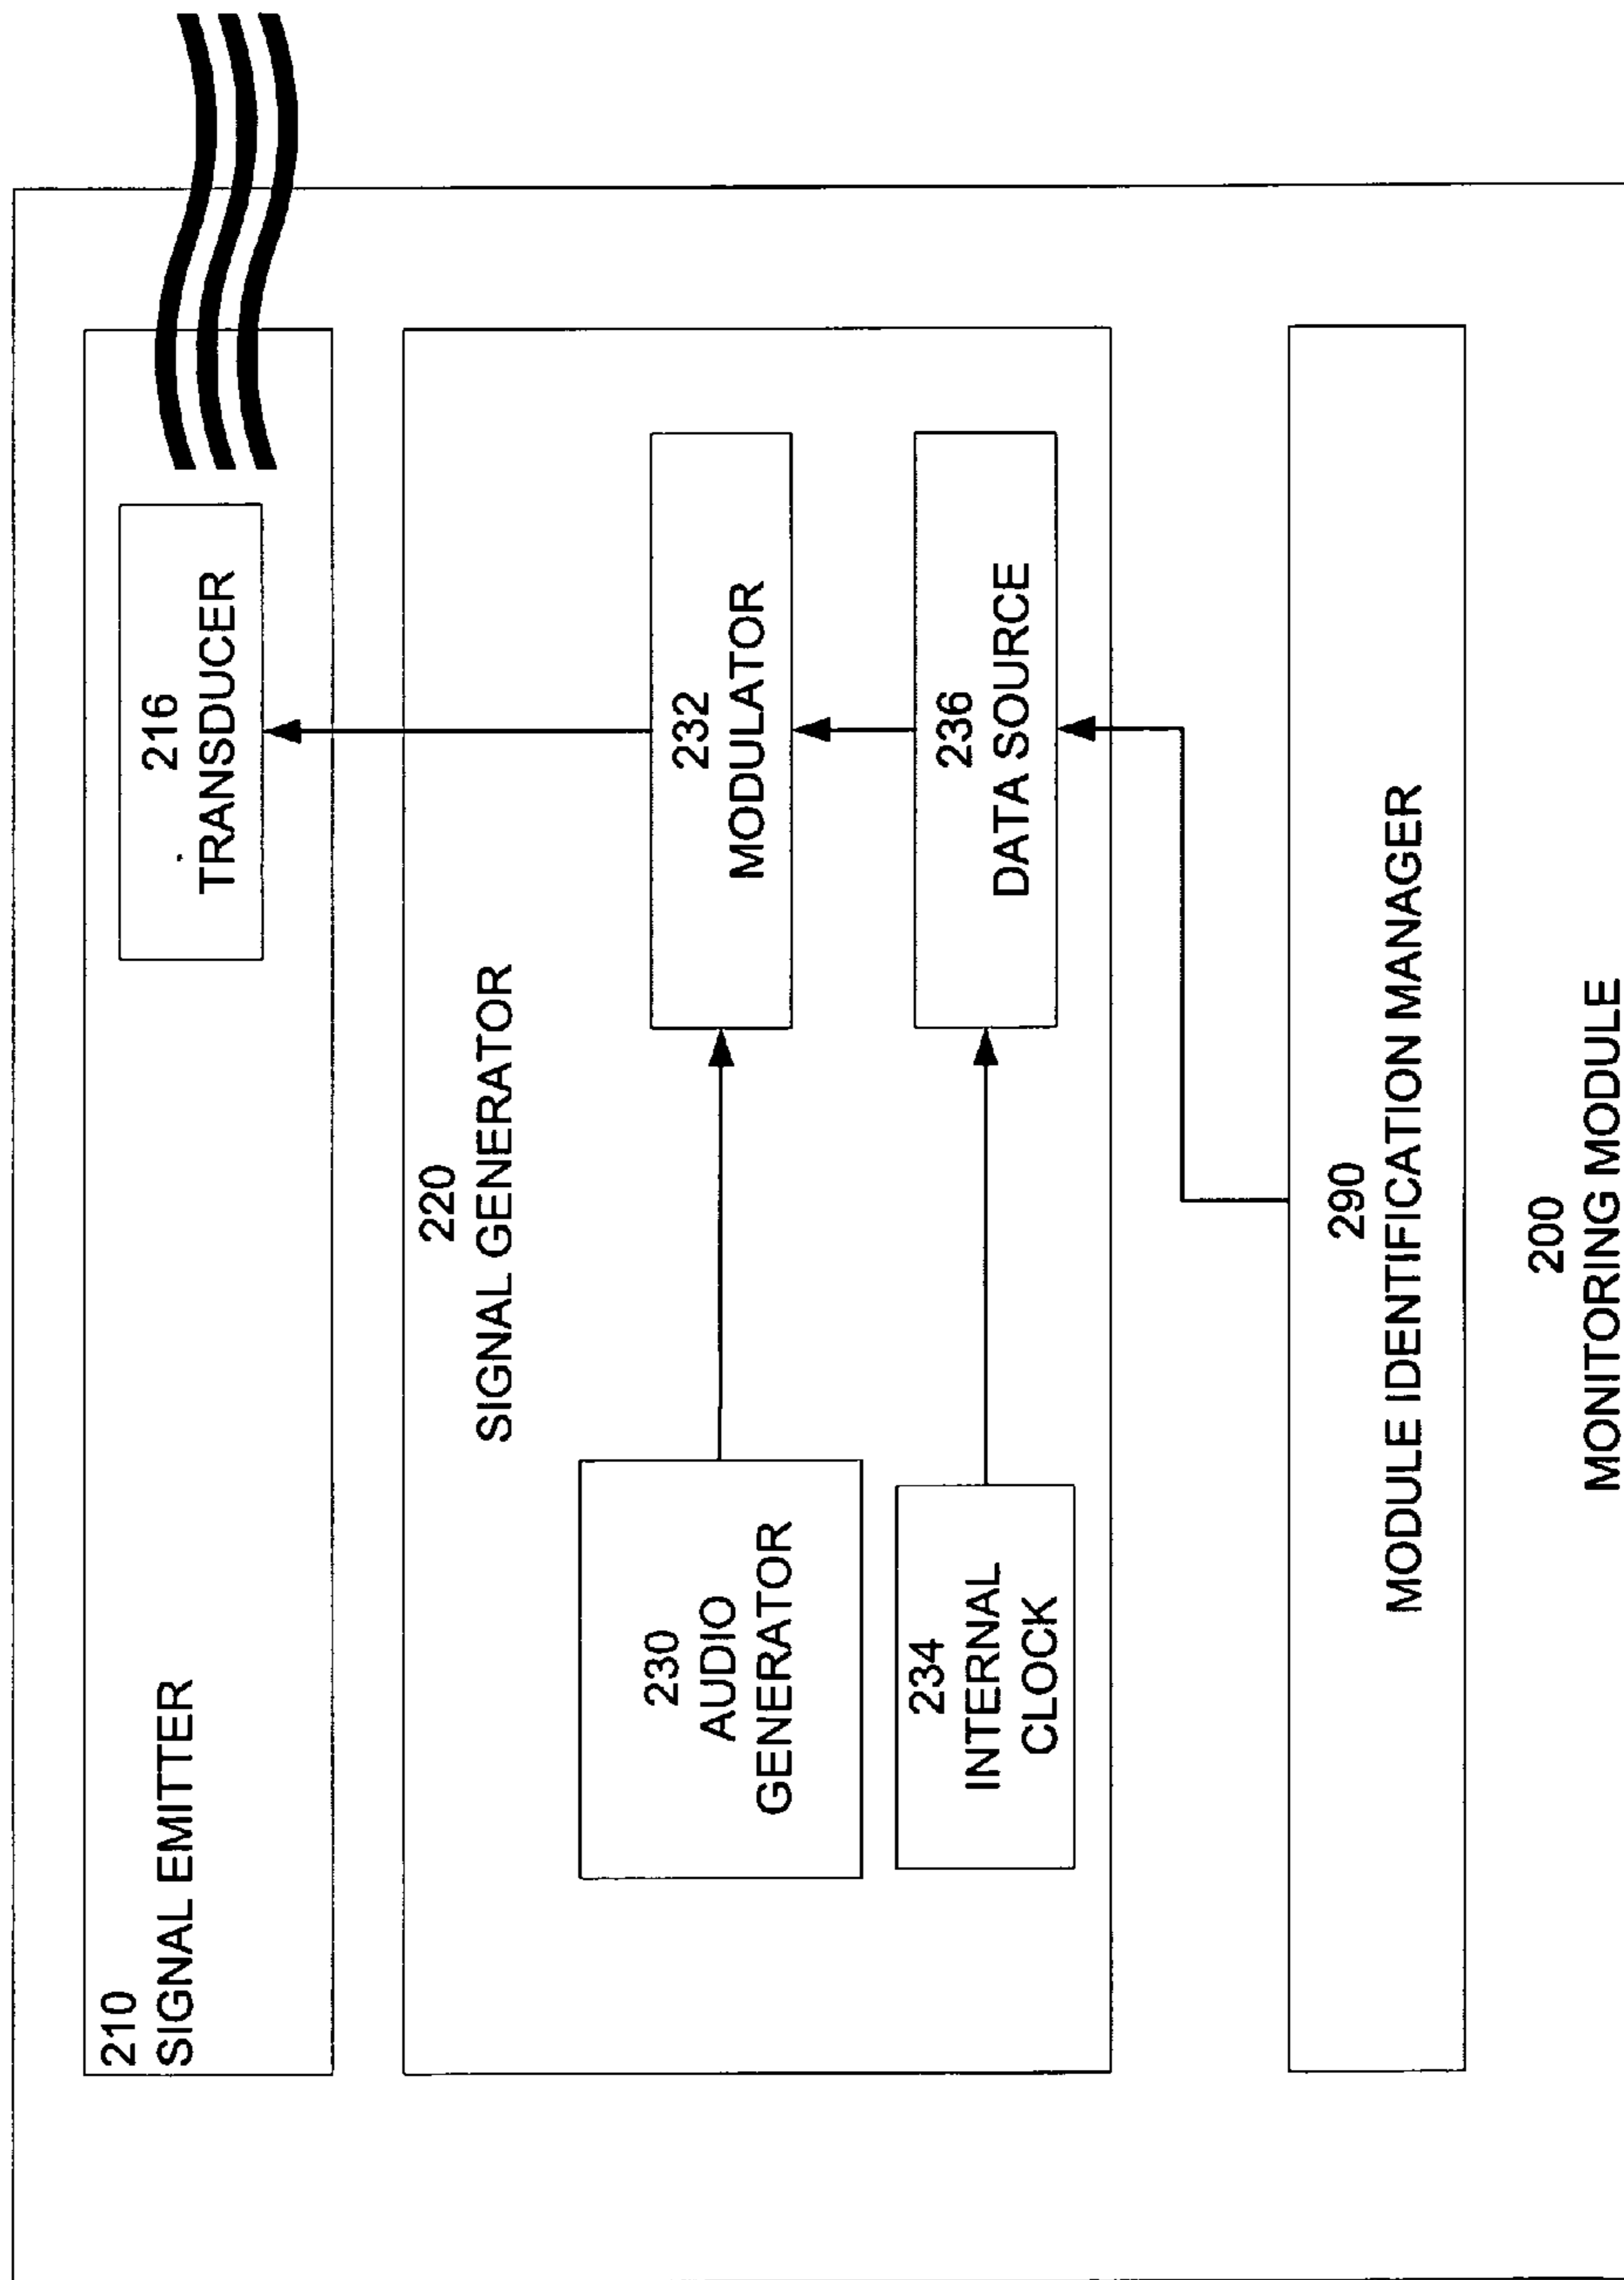 210
SIGNAL EMITTER
216
TRANSDUCER
220
SIGNAL GENERATOR
230
AUDIO
GENERATOR
232
MODULATOR
234
INTERNAL
CLOCK
236
DATA SOURCE
290
MODULE IDENTIFICATION MANAGER
200
MONITORING MODULE